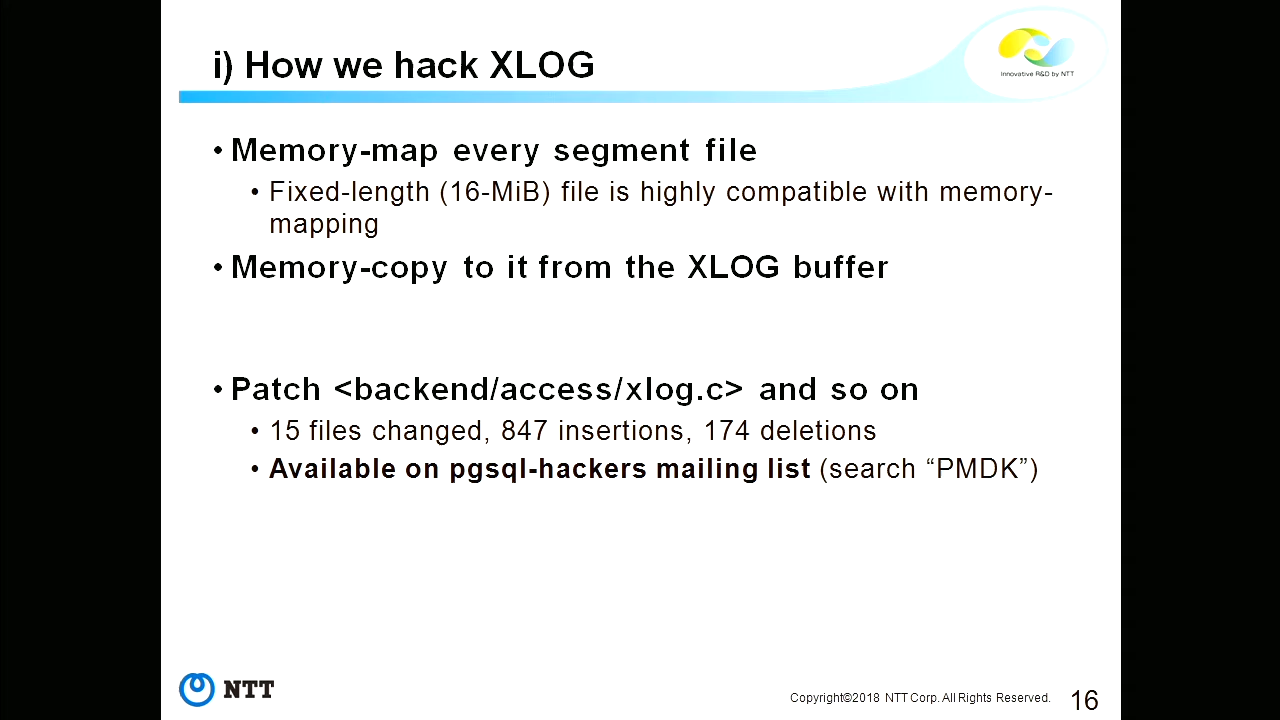 i) How we hack XLOG
Innovative R&D by NTT
• Memory-map every segment file
• Fixed-length (16-MiB) file is highly compatible with memory-
mapping
• Memory-copy to it from the XLOG buffer
• Patch <backend/access/xlog.c> and so on
• 15 files changed, 847 insertions, 174 deletions
• Available on pgsql-hackers mailing list (search “PMDK”)
NTT
Copyright©2018 NTT Corp. All Rights Reserved.
16